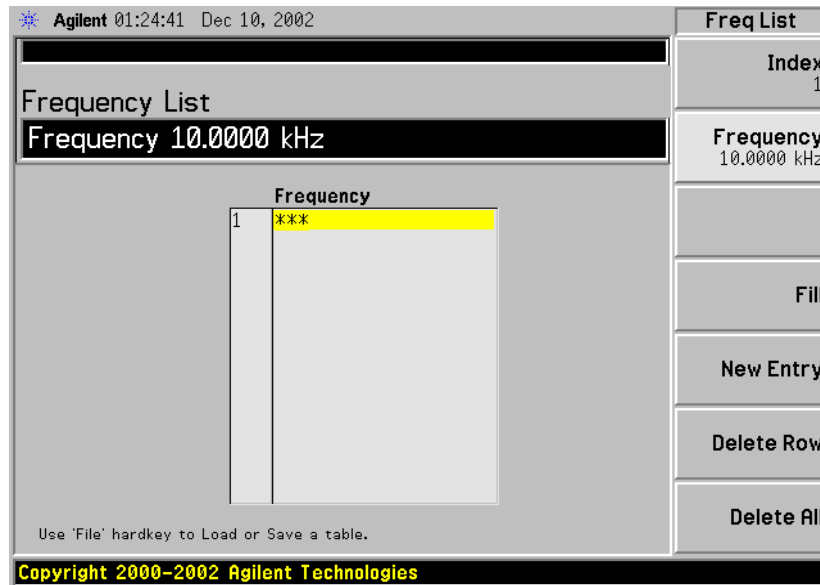 Agilent 01:24:41 Dec 10, 2002
Freq List
Index
1
Frequency List
Frequency 10.0000 kHz
Frequency
10.0000 kHz
Frequency
1 ***
Fill
New Entry
Delete Row
Delete All
Use 'File' hardkey to Load or Save a table.
Copyright 2000-2002 Agilent Technologies